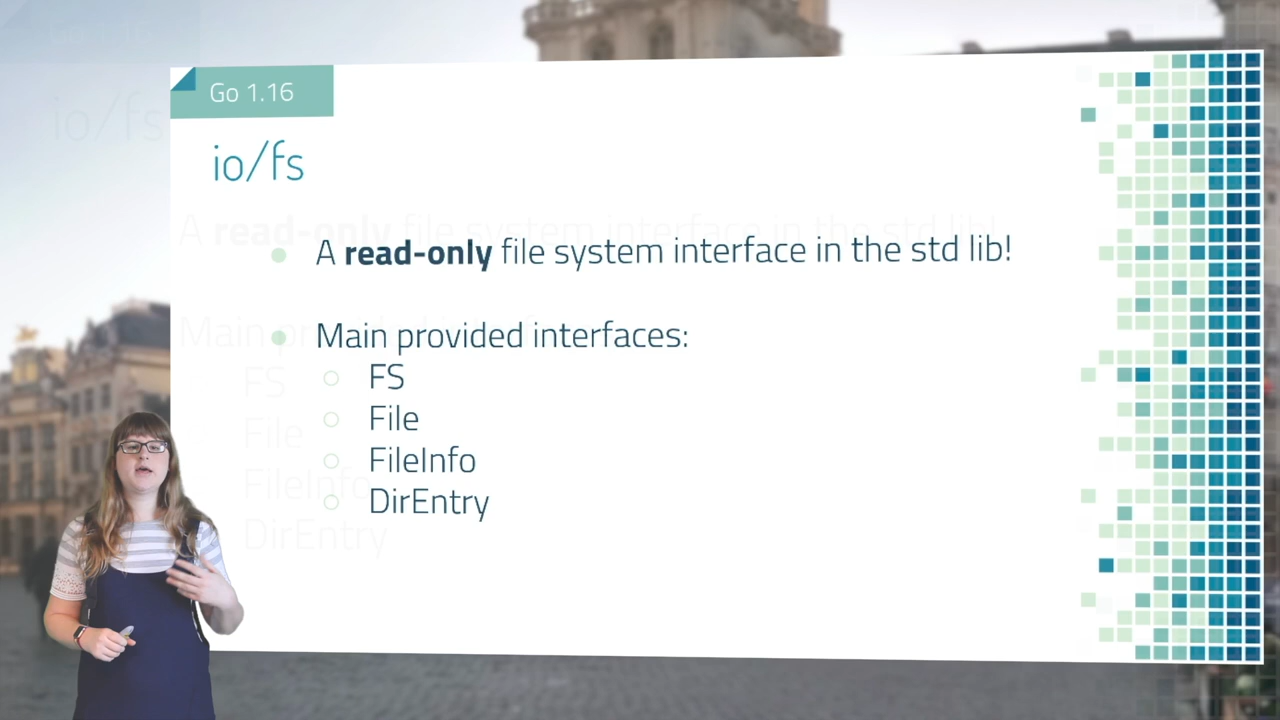 Go 1.16
io/fs
A read-only file system interface in the std lib!
Main provided interfaces:
FS
File
FileInfo
DirEntry